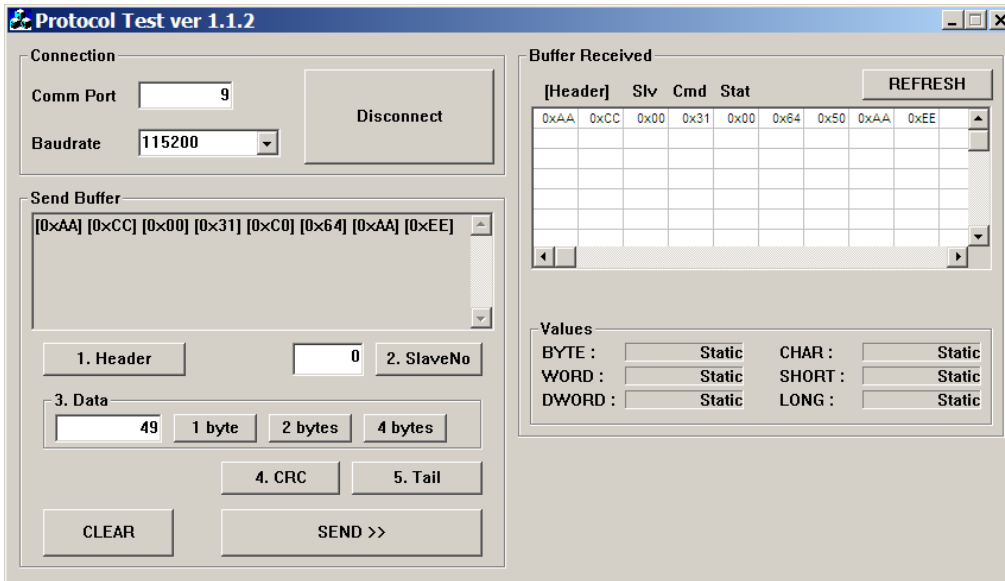 Protocol Test ver 1.1.2
Connection
Comm Port 9
Baudrate 115200
Disconnect
Send Buffer
[0xAA] [0xCC] [0x00] [0x31] [0xC0] [0x64] [0xAA] [0xEE]
1. Header 0 2. SlaveNo
3. Data
49 1 byte 2 bytes 4 bytes
4. CRC 5. Tail
CLEAR SEND >>
Buffer Received
REFRESH
[Header] Slv Cmd Stat
0xAA 0xCC 0x00 0x31 0x00 0x64 0x50 0xAA 0xEE
Values
BYTE : Static CHAR : Static
WORD : Static SHORT : Static
DWORD : Static LONG : Static